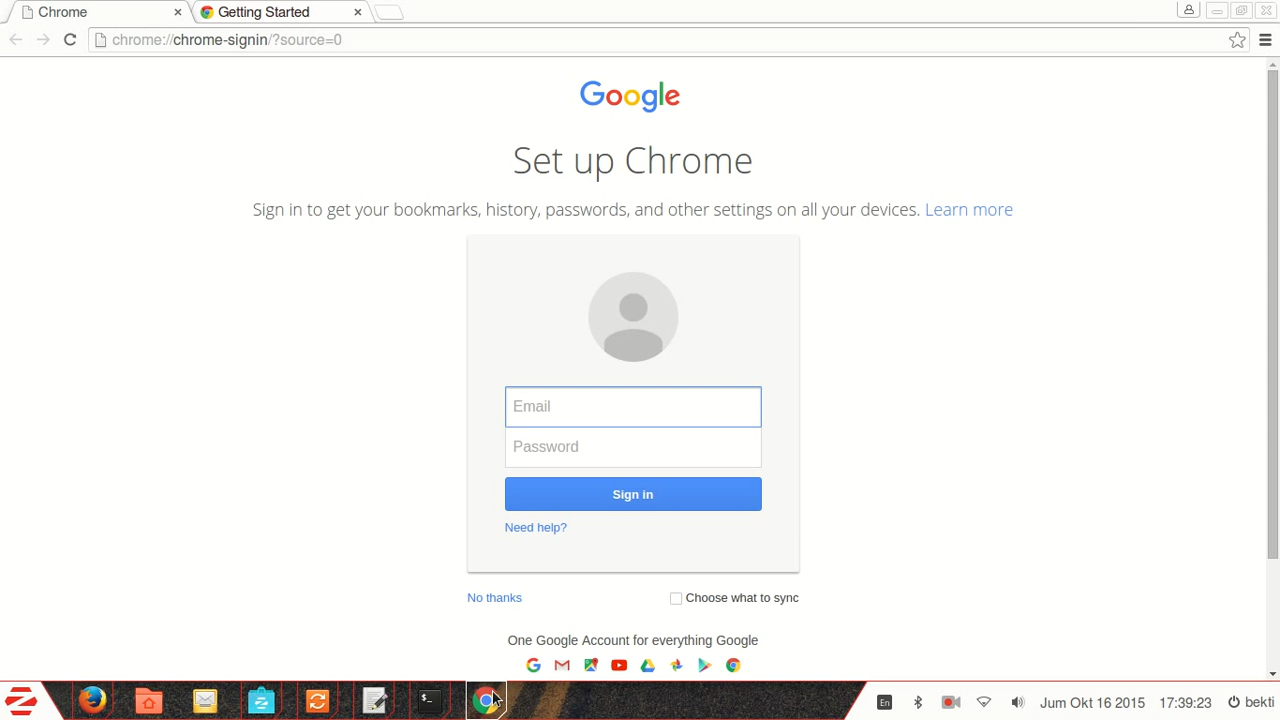 Chrome
Getting Started
chrome://chrome-signin/?source=0
Google
Set up Chrome
Sign in to get your bookmarks, history, passwords, and other settings on all your devices. Learn more
Email
Password
Sign in
Need help?
No thanks
Choose what to sync
One Google Account for everything Google
En
Jum Okt 16 2015
17:39:23
bekti